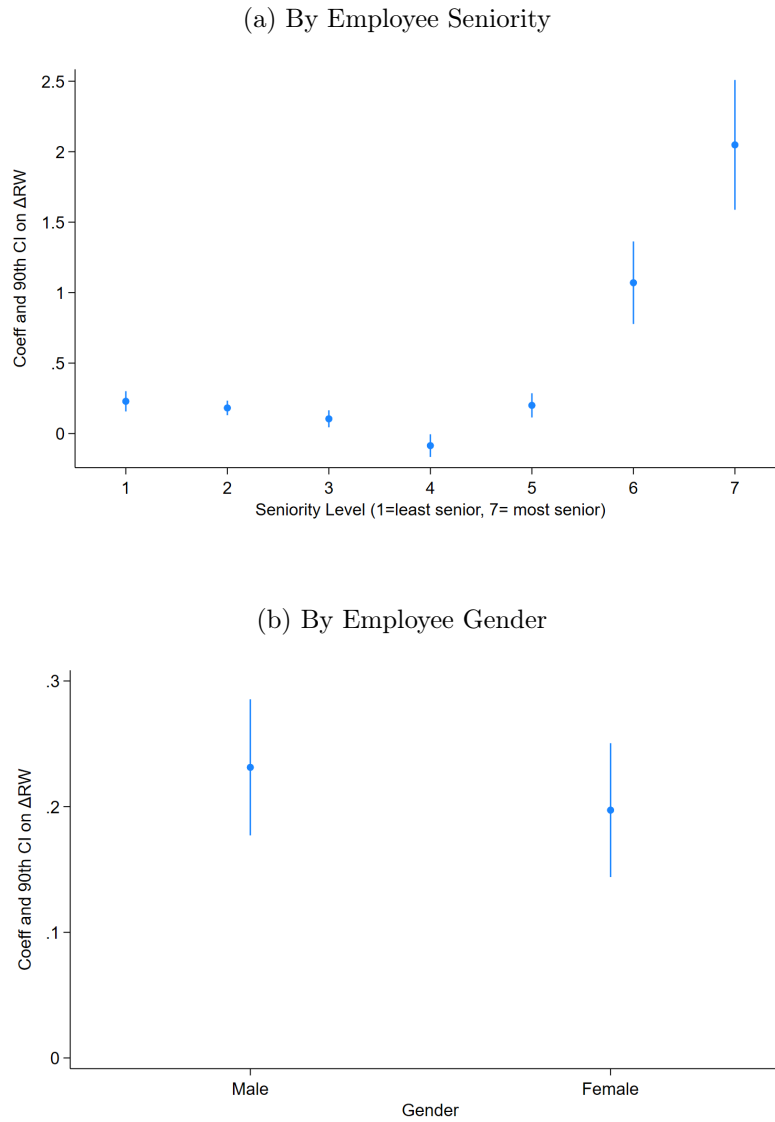 (a) By Employee Seniority
Coeff and 90th CI on ΔRW
2.5
2
1.5
1
.5
0
1 2 3 4 5 6 7
Seniority Level (1=least senior, 7= most senior)
(b) By Employee Gender
Coeff and 90th CI on ΔRW
.3
.2
.1
0
Male Female
Gender